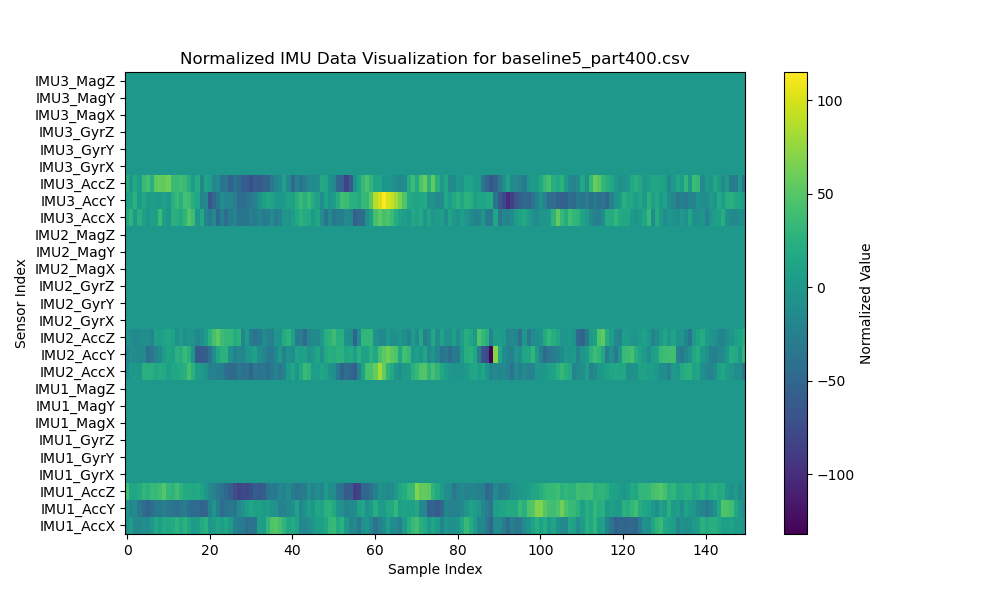 Normalized IMU Data Visualization for baseline5_part400.csv
IMU3_MagZ
IMU3_MagY
IMU3_MagX
IMU3_GyrZ
IMU3_GyrY
IMU3_GyrX
IMU3_AccZ
IMU3_AccY
IMU3_AccX
IMU2_MagZ
IMU2_MagY
IMU2_MagX
IMU2_GyrZ
IMU2_GyrY
IMU2_GyrX
IMU2_AccZ
IMU2_AccY
IMU2_AccX
IMU1_MagZ
IMU1_MagY
IMU1_MagX
IMU1_GyrZ
IMU1_GyrY
IMU1_GyrX
IMU1_AccZ
IMU1_AccY
IMU1_AccX
Sensor Index
0 20 40 60 80 100 120 140
Sample Index
100
50
0
−50
−100
Normalized Value